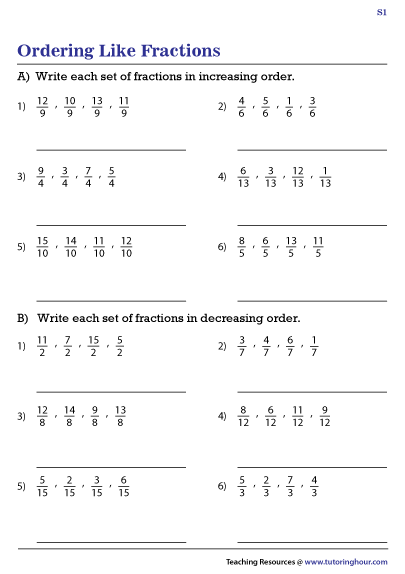 S1
Ordering Like Fractions
A) Write each set of fractions in increasing order.
1) 12/9 , 10/9 , 13/9 , 11/9
2) 4/6 , 5/6 , 1/6 , 3/6
3) 9/4 , 3/4 , 7/4 , 5/4
4) 6/13 , 3/13 , 12/13 , 1/13
5) 15/10 , 14/10 , 11/10 , 12/10
6) 8/5 , 6/5 , 13/5 , 11/5
B) Write each set of fractions in decreasing order.
1) 11/2 , 7/2 , 15/2 , 5/2
2) 3/7 , 4/7 , 6/7 , 1/7
3) 12/8 , 14/8 , 9/8 , 13/8
4) 8/12 , 6/12 , 11/12 , 9/12
5) 5/15 , 2/15 , 3/15 , 6/15
6) 5/3 , 2/3 , 7/3 , 4/3
Teaching Resources @ www.tutoringhour.com